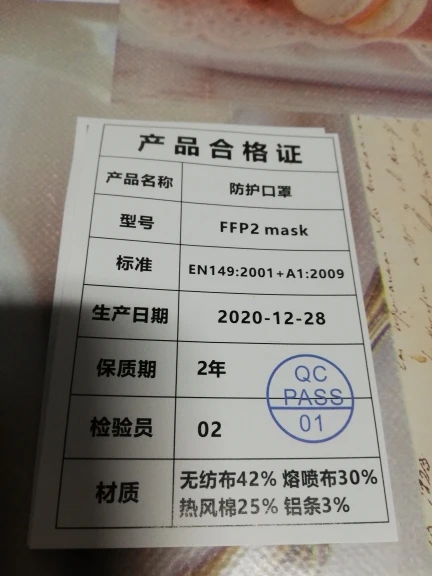 产品合格证
产品名称 防护口罩
型号 FFP2 mask
标准 EN149:2001+A1:2009
生产日期 2020-12-28
保质期 2年
QC
PASS
01
检验员 02
材质 无纺布42% 熔喷布30%
热风棉25% 铝条3%